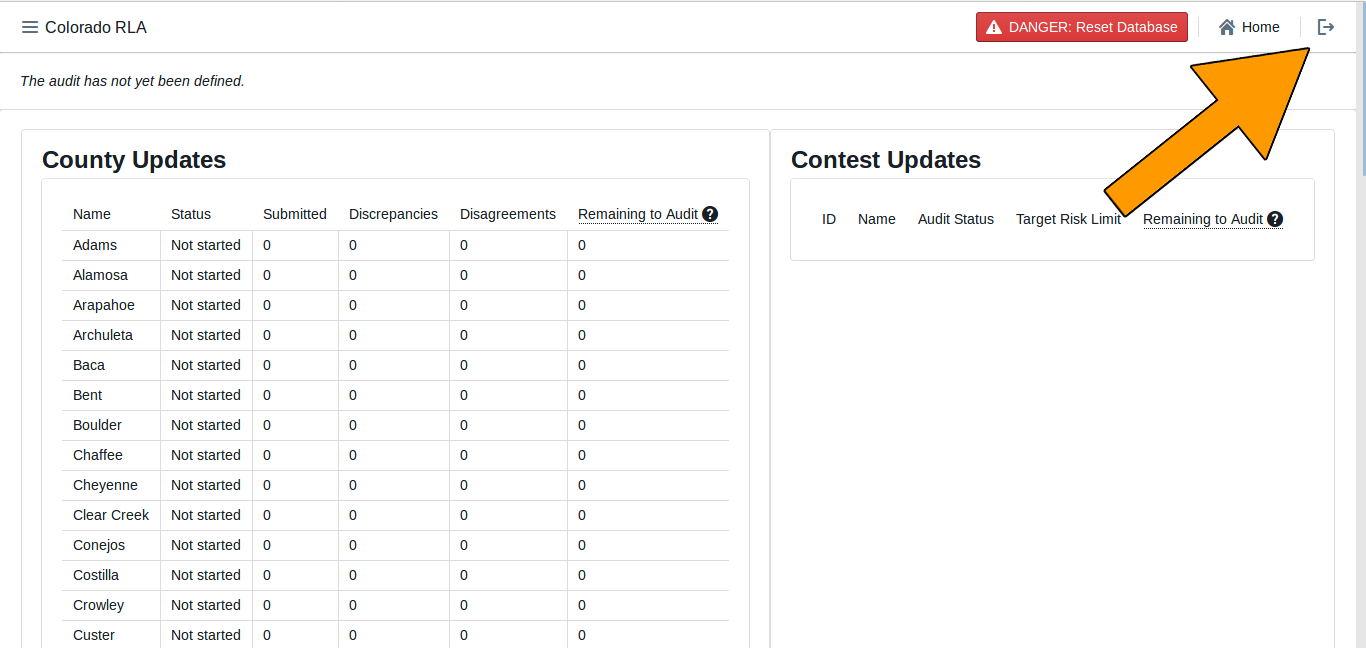 Colorado RLA
DANGER: Reset Database
Home
The audit has not yet been defined.
County Updates
Name Status Submitted Discrepancies Disagreements Remaining to Audit ?
Adams Not started 0 0 0 0
Alamosa Not started 0 0 0 0
Arapahoe Not started 0 0 0 0
Archuleta Not started 0 0 0 0
Baca Not started 0 0 0 0
Bent Not started 0 0 0 0
Boulder Not started 0 0 0 0
Chaffee Not started 0 0 0 0
Cheyenne Not started 0 0 0 0
Clear Creek Not started 0 0 0 0
Conejos Not started 0 0 0 0
Costilla Not started 0 0 0 0
Crowley Not started 0 0 0 0
Custer Not started 0 0 0 0
Contest Updates
ID Name Audit Status Target Risk Limit Remaining to Audit ?